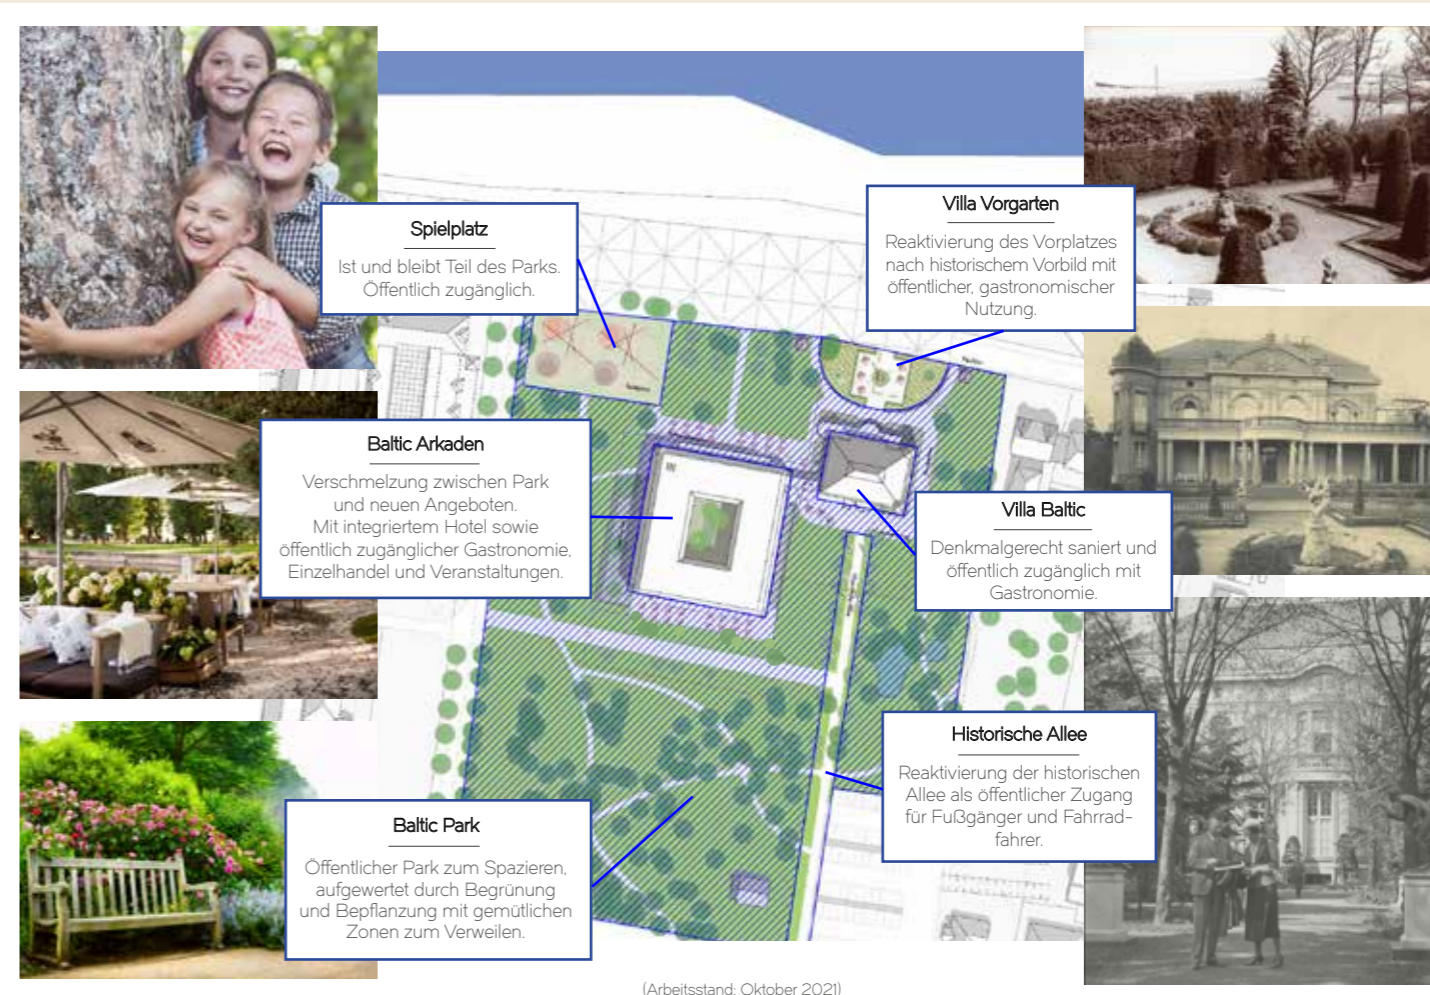 Spielplatz
Ist und bleibt Teil des Parks.
Öffentlich zugänglich.
Villa Vorgarten
Reaktivierung des Vorplatzes
nach historischem Vorbild mit
öffentlicher, gastronomischer
Nutzung.
Baltic Arkaden
Verschmelzung zwischen Park
und neuen Angeboten.
Mit integriertem Hotel sowie
öffentlich zugänglicher Gastronomie,
Einzelhandel und Veranstaltungen.
Villa Baltic
Denkmalgerecht saniert und
öffentlich zugänglich mit
Gastronomie.
Historische Allee
Reaktivierung der historischen
Allee als öffentlicher Zugang
für Fußgänger und Fahrrad-
fahrer.
Baltic Park
Öffentlicher Park zum Spazieren,
aufgewertet durch Begrünung
und Bepflanzung mit gemütlichen
Zonen zum Verweilen.
(Arbeitsstand: Oktober 2021)